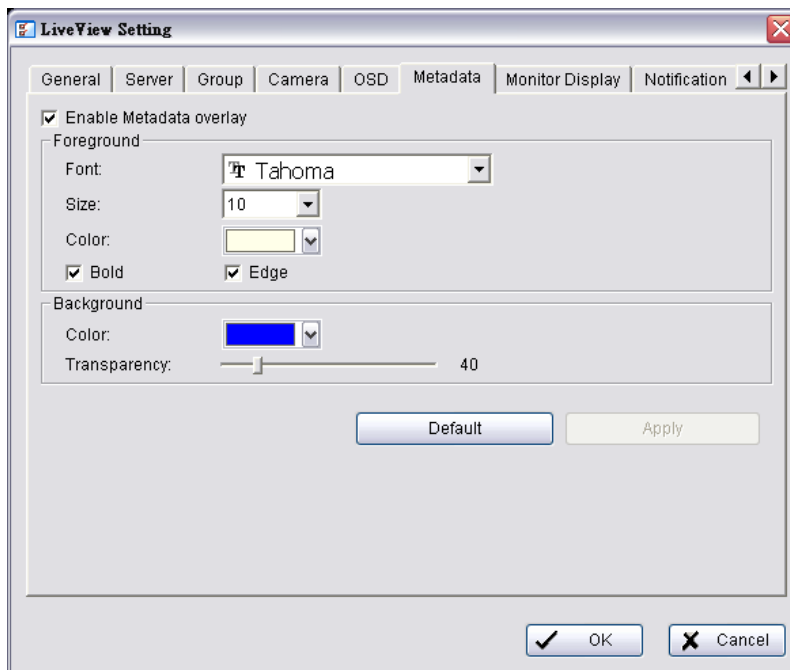 LiveView Setting
General Server Group Camera OSD Metadata Monitor Display Notification
Enable Metadata overlay
Foreground
Font: Tahoma
Size: 10
Color:
Bold Edge
Background
Color:
Transparency: 40
Default Apply
OK Cancel